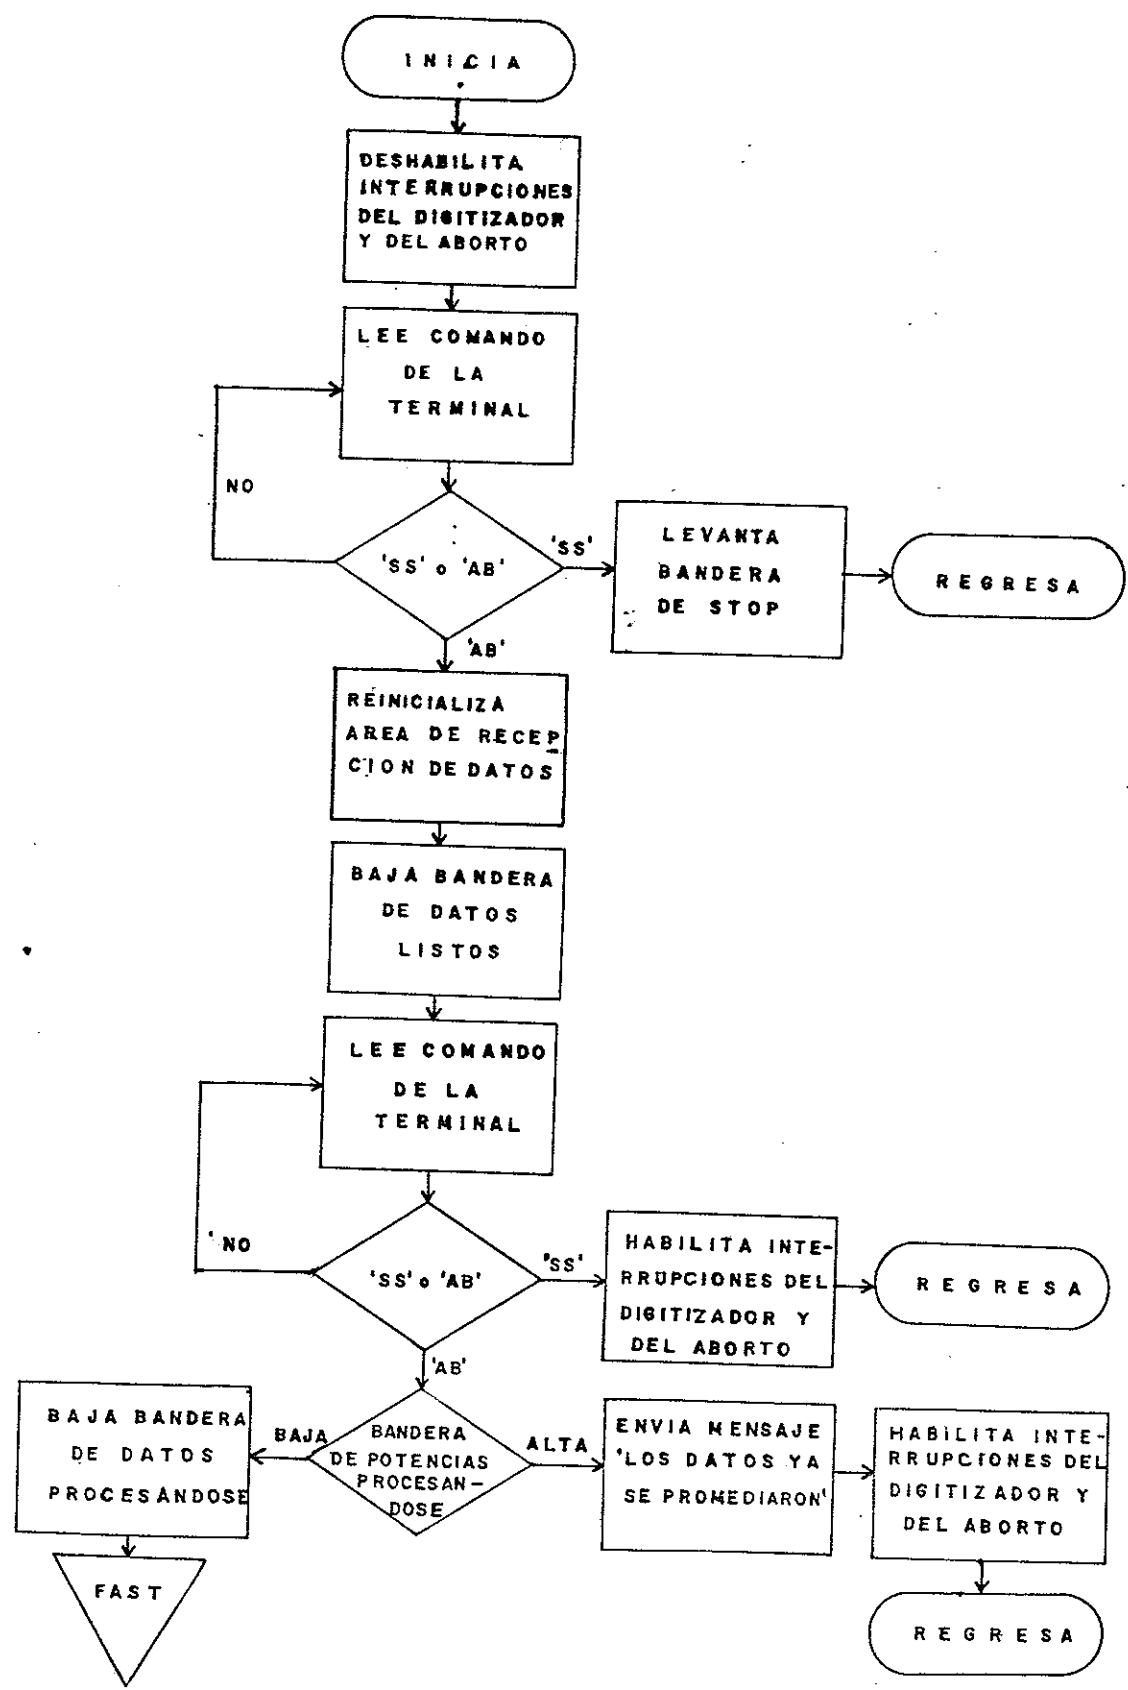 INICIA
DESHABILITA
INTERRUPCIONES
DEL DIGITIZADOR
Y DEL ABORTO
LEE COMANDO
DE LA
TERMINAL
NO
'SS' o 'AB'
'SS'
LEVANTA
BANDERA
DE STOP
REGRESA
'AB'
REINICIALIZA
AREA DE RECEP
CION DE DATOS
BAJA BANDERA
DE DATOS
LISTOS
LEE COMANDO
DE LA
TERMINAL
'NO
'SS' o 'AB'
'SS'
HABILITA INTE-
RRUPCIONES DEL
DIGITIZADOR Y
DEL ABORTO
REGRESA
'AB'
BANDERA
DE POTENCIAS
PROCESAN-
DOSE
BAJA
BAJA BANDERA
DE DATOS
PROCESÁNDOSE
FAST
ALTA
ENVIA MENSAJE
'LOS DATOS YA
SE PROMEDIARON'
HABILITA INTE-
RRUPCIONES DEL
DIGITIZADOR Y
DEL ABORTO
REGRESA